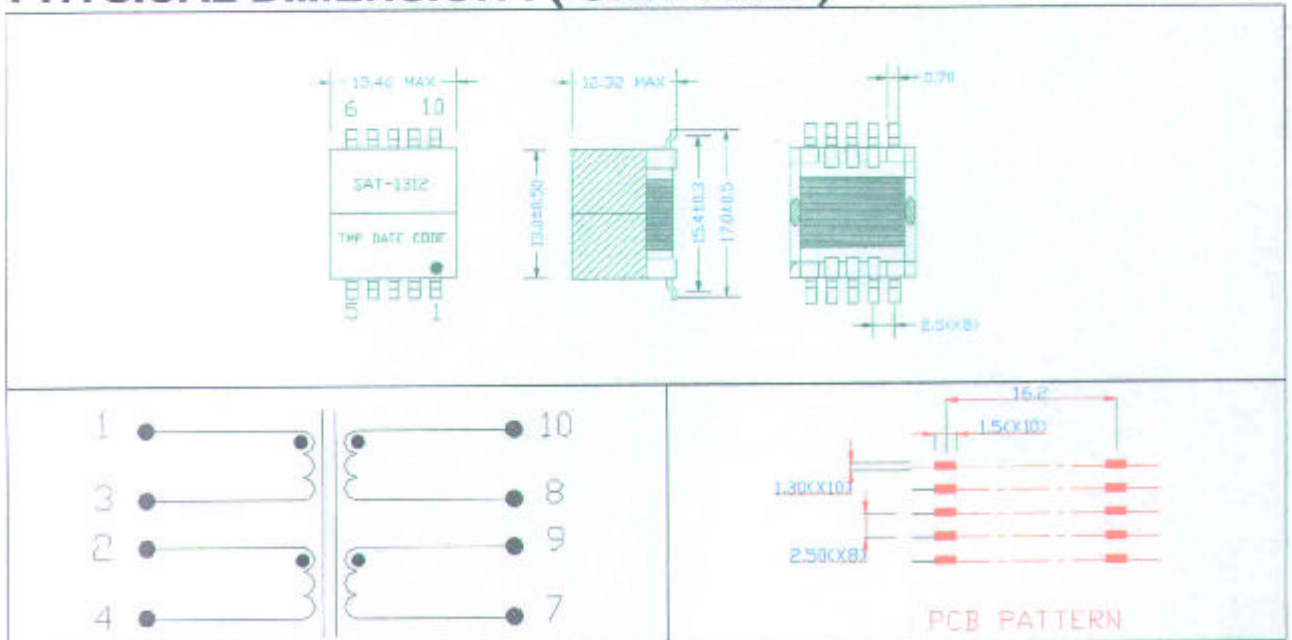 13.46 MAX
12.32 MAX
0.70
6 10
SAT-1312
TMP DATE CODE
5 1
13.0±0.50
15.4±0.3
17.0±0.5
2.5(X8)
1
3
2
4
10
8
9
7
16.2
1.5(X10)
1.30(X10)
2.50(X8)
PCB PATTERN